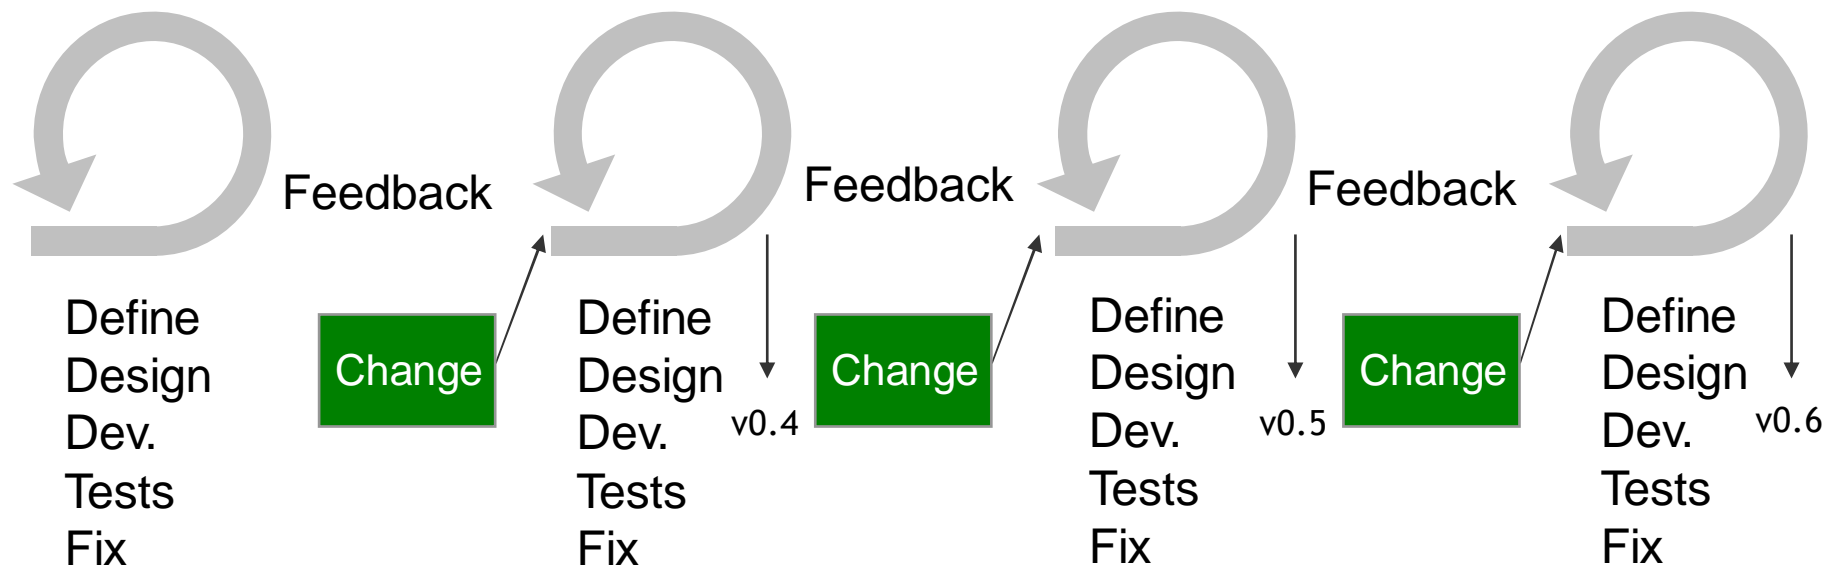 Feedback
Feedback
Feedback
Define
Design
Dev.
Tests
Fix
Change
Define
Design
Dev.
Tests
Fix
v0.4
Change
Define
Design
Dev.
Tests
Fix
v0.5
Change
Define
Design
Dev.
Tests
Fix
v0.6